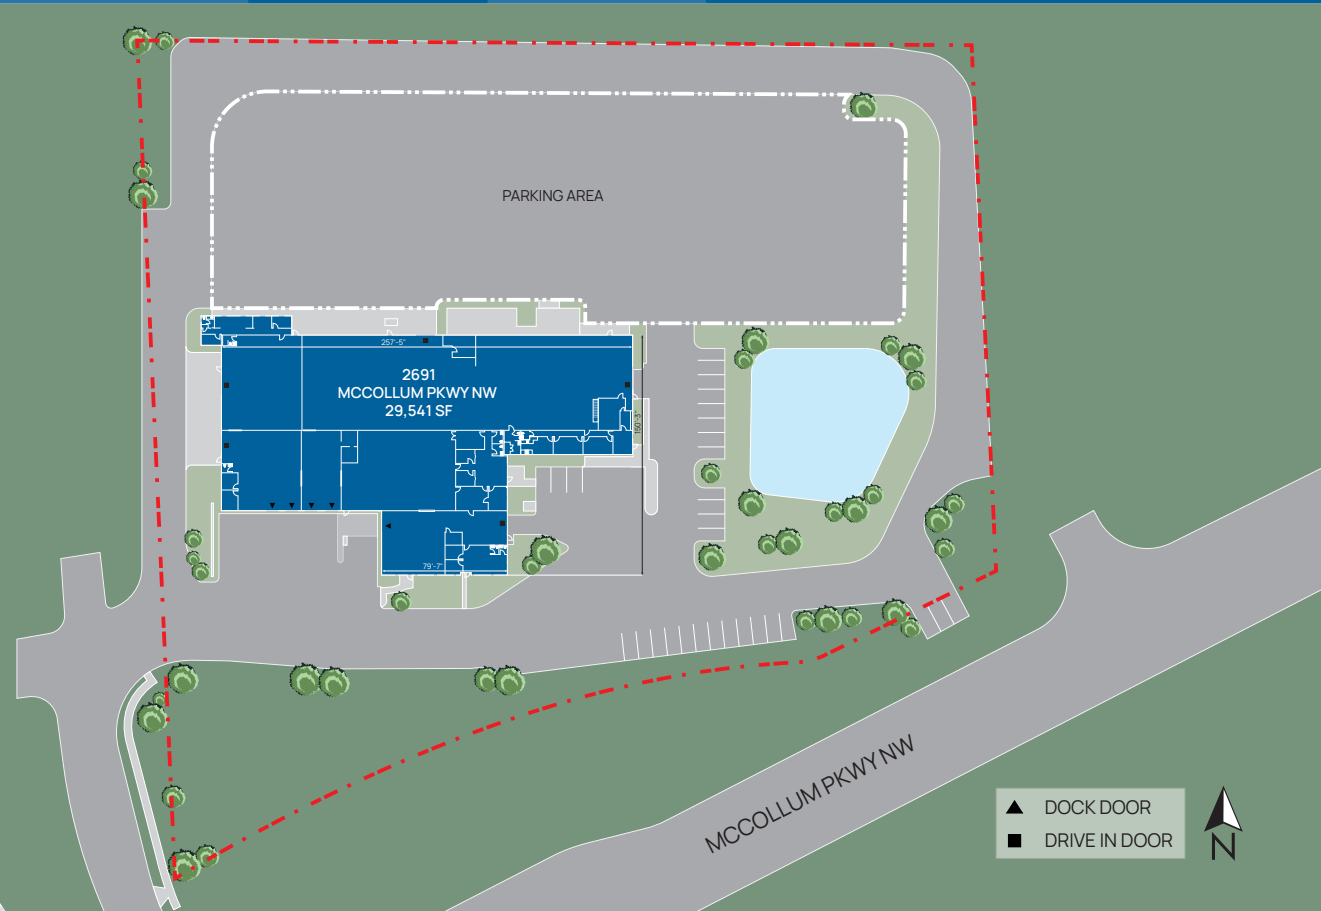 PARKING AREA
257'-5"
2691
MCCOLLUM PKWY NW
29,541 SF
150'-3"
79'-7"
MCCOLLUM PKWY NW
DOCK DOOR
DRIVE IN DOOR
N